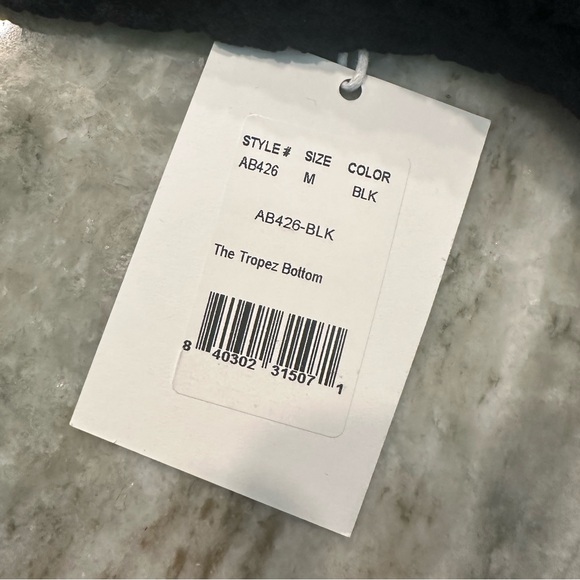 STYLE # SIZE COLOR
AB426 M BLK
AB426-BLK
The Tropez Bottom
8 40302 31507 1